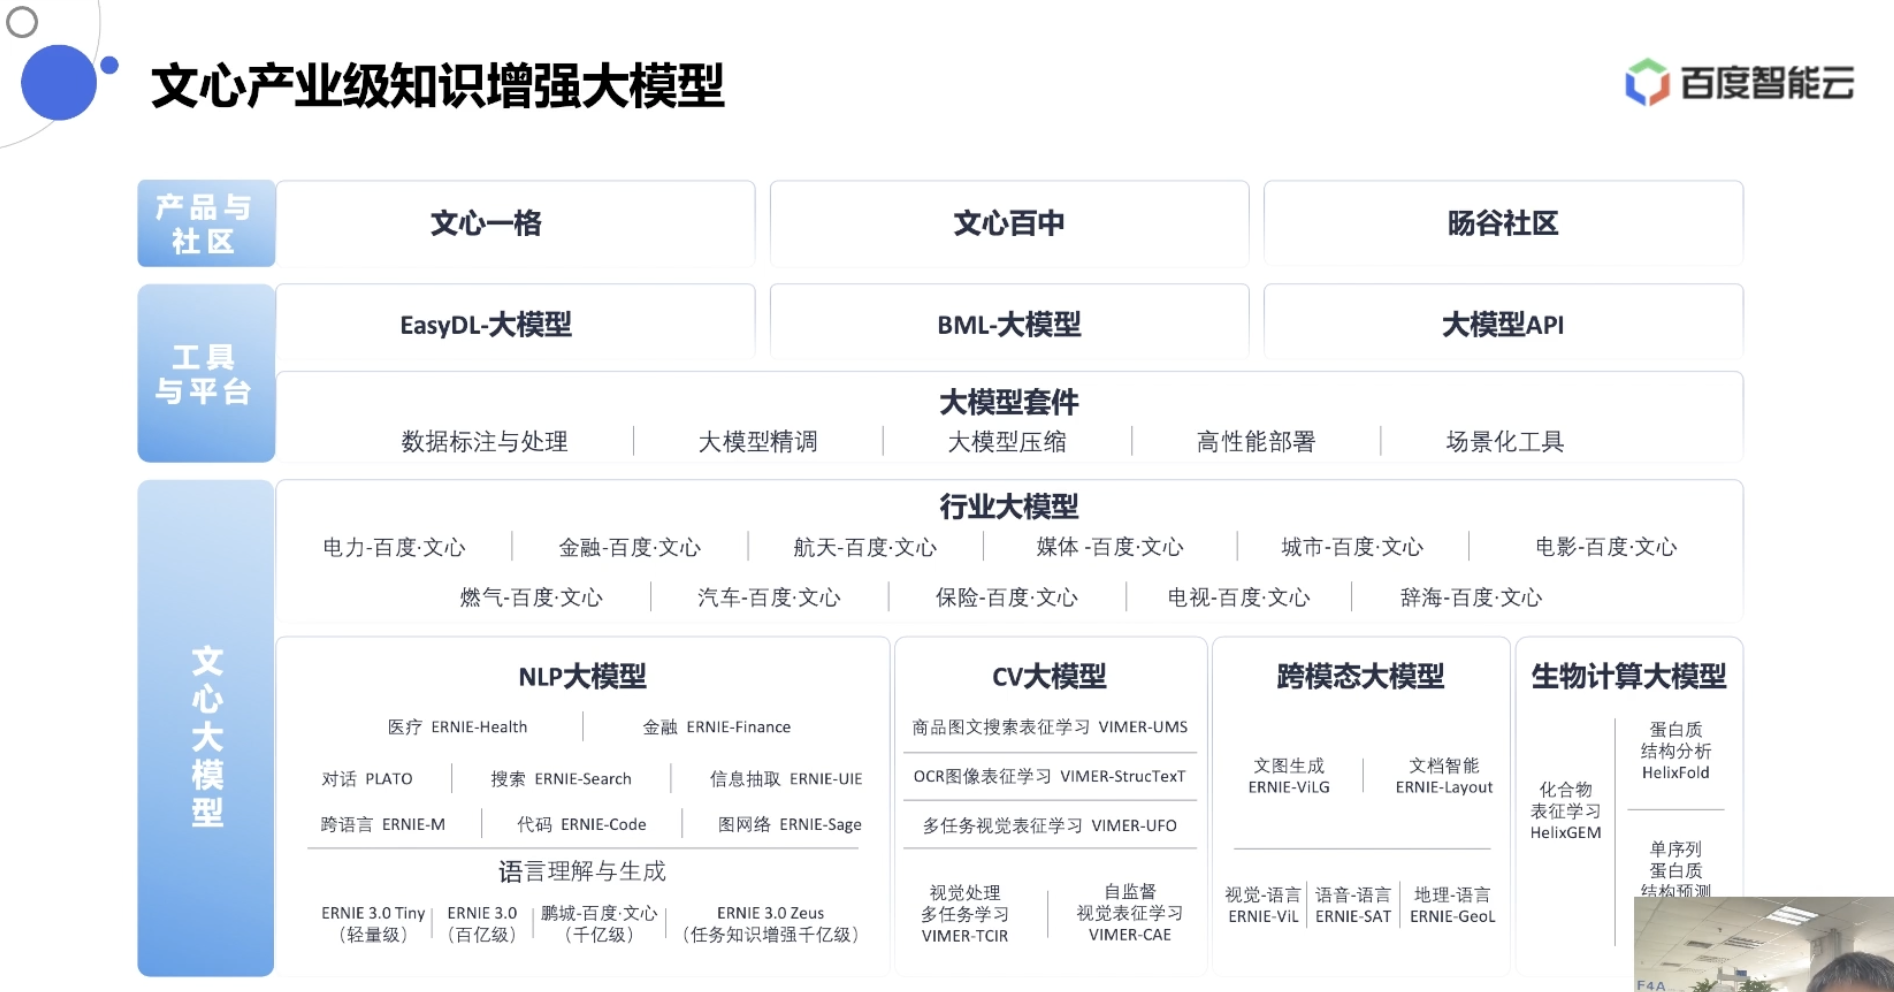 文心产业级知识增强大模型
百度智能云
产品与
社区
文心一格
文心百中
旸谷社区
工具
与平台
EasyDL-大模型
BML-大模型
大模型API
大模型套件
数据标注与处理
大模型精调
大模型压缩
高性能部署
场景化工具
文心大模型
行业大模型
电力-百度·文心
金融-百度·文心
航天-百度·文心
媒体 -百度·文心
城市-百度·文心
电影-百度·文心
燃气-百度·文心
汽车-百度·文心
保险-百度·文心
电视-百度·文心
辞海-百度·文心
NLP大模型
医疗 ERNIE-Health
金融 ERNIE-Finance
对话 PLATO
搜索 ERNIE-Search
信息抽取 ERNIE-UIE
跨语言 ERNIE-M
代码 ERNIE-Code
图网络 ERNIE-Sage
语言理解与生成
ERNIE 3.0 Tiny
（轻量级）
ERNIE 3.0
（百亿级）
鹏城-百度·文心
（千亿级）
ERNIE 3.0 Zeus
（任务知识增强千亿级）
CV大模型
商品图文搜索表征学习 VIMER-UMS
OCR图像表征学习 VIMER-StrucTexT
多任务视觉表征学习 VIMER-UFO
视觉处理
多任务学习
VIMER-TCIR
自监督
视觉表征学习
VIMER-CAE
跨模态大模型
文图生成
ERNIE-ViLG
文档智能
ERNIE-Layout
视觉-语言
ERNIE-ViL
语音-语言
ERNIE-SAT
地理-语言
ERNIE-GeoL
生物计算大模型
化合物
表征学习
HelixGEM
蛋白质
结构分析
HelixFold
单序列
蛋白质
结构预测
F4A